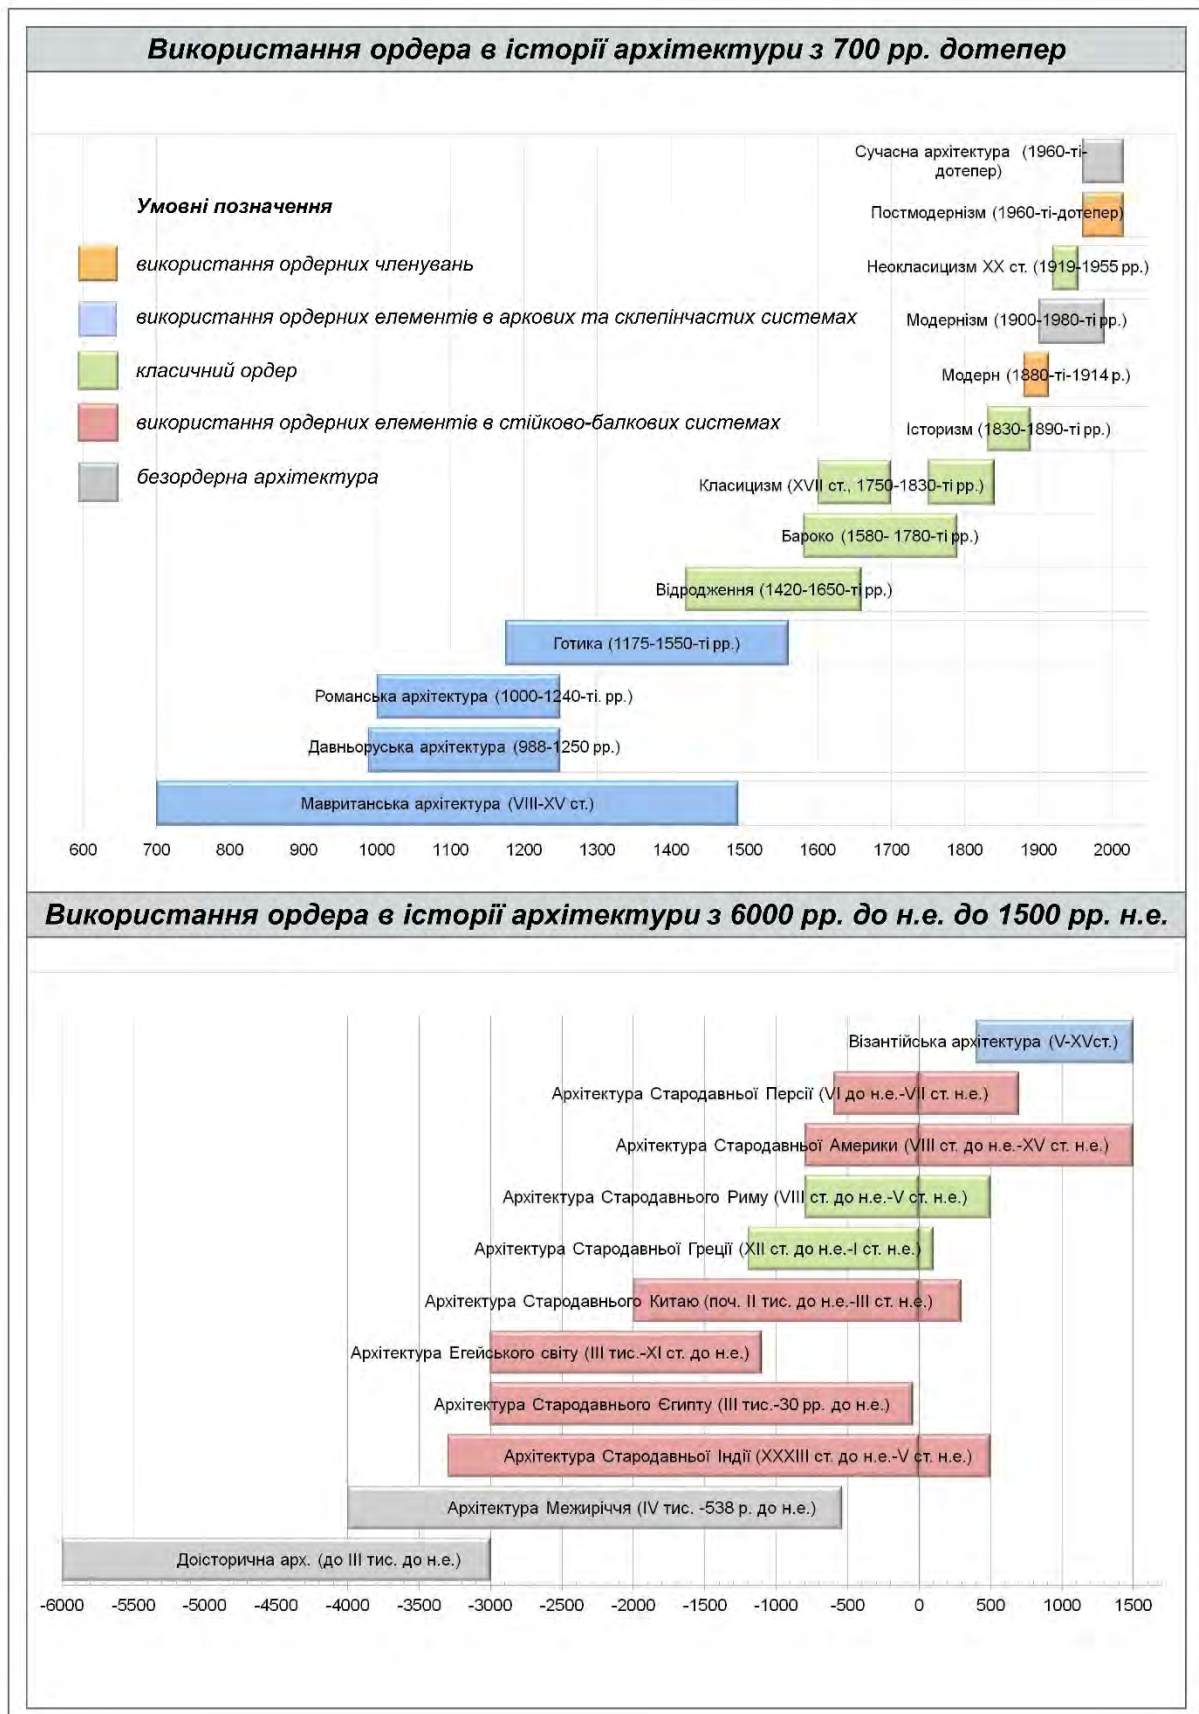 Використання ордера в історії архітектури з 700 рр. дотепер
Сучасна архітектура (1960-ті-
дотепер)
Умовні позначення
Постмодернізм (1960-ті-дотепер)
використання ордерних членувань
Неокласицизм XX ст. (1919-1955 рр.)
використання ордерних елементів в аркових та склепінчастих системах
Модернізм (1900-1980-ті рр.)
класичний ордер
Модерн (1880-ті-1914 р.)
використання ордерних елементів в стійково-балкових системах
Історизм (1830-1890-ті рр.)
безордерна архітектура
Класицизм (XVII ст., 1750-1830-ті рр.)
Бароко (1580- 1780-ті рр.)
Відродження (1420-1650-ті рр.)
Готика (1175-1550-ті рр.)
Романська архітектура (1000-1240-ті. рр.)
Давньоруська архітектура (988-1250 рр.)
Мавританська архітектура (VIII-XV ст.)
600 700 800 900 1000 1100 1200 1300 1400 1500 1600 1700 1800 1900 2000
Використання ордера в історії архітектури з 6000 рр. до н.е. до 1500 рр. н.е.
Візантійська архітектура (V-XVст.)
Архітектура Стародавньої Персії (VI до н.е.-VII ст. н.е.)
Архітектура Стародавньої Америки (VIII ст. до н.е.-XV ст. н.е.)
Архітектура Стародавнього Риму (VIII ст. до н.е.-V ст. н.е.)
Архітектура Стародавньої Греції (XII ст. до н.е.-I ст. н.е.)
Архітектура Стародавнього Китаю (поч. II тис. до н.е.-III ст. н.е.)
Архітектура Егейського світу (III тис.-XI ст. до н.е.)
Архітектура Стародавнього Єгипту (III тис.-30 рр. до н.е.)
Архітектура Стародавньої Індії (XXXIII ст. до н.е.-V ст. н.е.)
Архітектура Межиріччя (IV тис. -538 р. до н.е.)
Доісторична арх. (до III тис. до н.е.)
-6000 -5500 -5000 -4500 -4000 -3500 -3000 -2500 -2000 -1500 -1000 -500 0 500 1000 1500